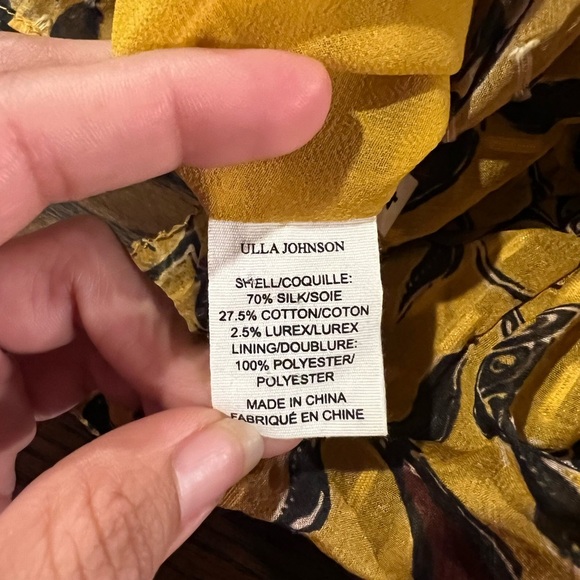 ULLA JOHNSON
SHELL/COQUILLE:
70% SILK/SOIE
27.5% COTTON/COTON
2.5% LUREX/LUREX
LINING/DOUBLURE:
100% POLYESTER/
POLYESTER
MADE IN CHINA
FABRIQUÉ EN CHINE